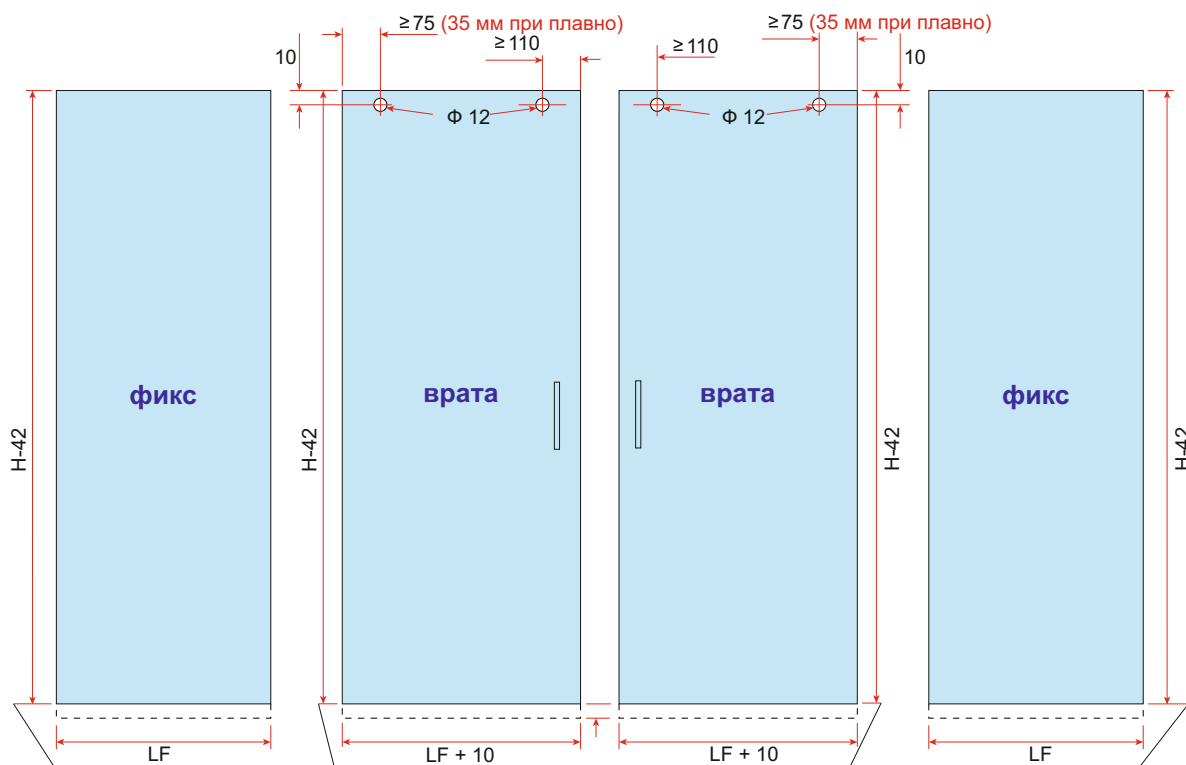 ≥75 (35 мм при плавно)
≥75 (35 мм при плавно)
≥110
≥110
10
10
Φ 12
Φ 12
фикс
врата
врата
фикс
H-42
H-42
H-42
H-42
LF
LF + 10
LF + 10
LF